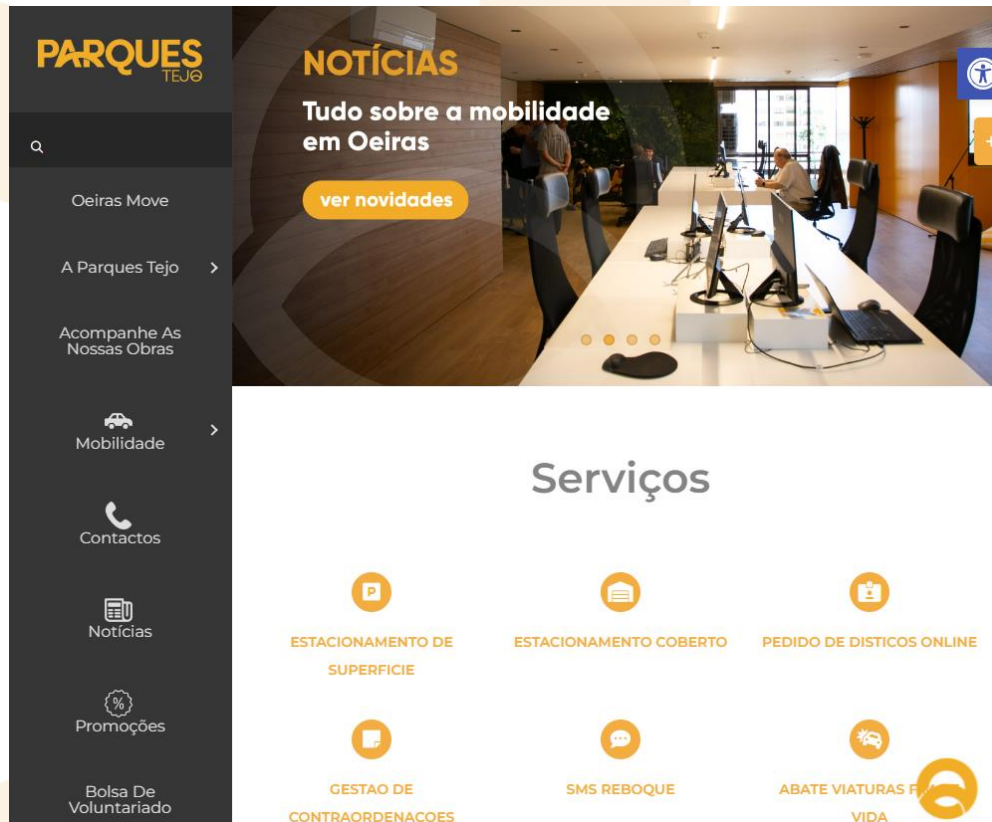 PARQUES
TEJO
Oeiras Move
A Parques Tejo
Acompanhe As
Nossas Obras
Mobilidade
Contactos
Notícias
%
Promoções
Bolsa De
Voluntariado
NOTÍCIAS
Tudo sobre a mobilidade
em Oeiras
ver novidades
+
Serviços
P
ESTACIONAMENTO DE
SUPERFICIE
ESTACIONAMENTO COBERTO
PEDIDO DE DISTICOS ONLINE
GESTAO DE
CONTRAORDENACOES
SMS REBOQUE
ABATE VIATURAS
VIDA